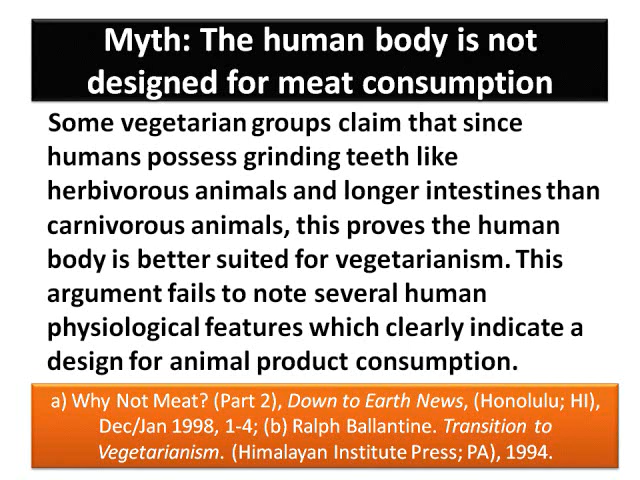 Myth: The human body is not
designed for meat consumption
Some vegetarian groups claim that since
humans possess grinding teeth like
herbivorous animals and longer intestines than
carnivorous animals, this proves the human
body is better suited for vegetarianism. This
argument fails to note several human
physiological features which clearly indicate a
design for animal product consumption.
a) Why Not Meat? (Part 2), Down to Earth News, (Honolulu; HI),
Dec/Jan 1998, 1-4; (b) Ralph Ballantine. Transition to
Vegetarianism. (Himalayan Institute Press; PA), 1994.